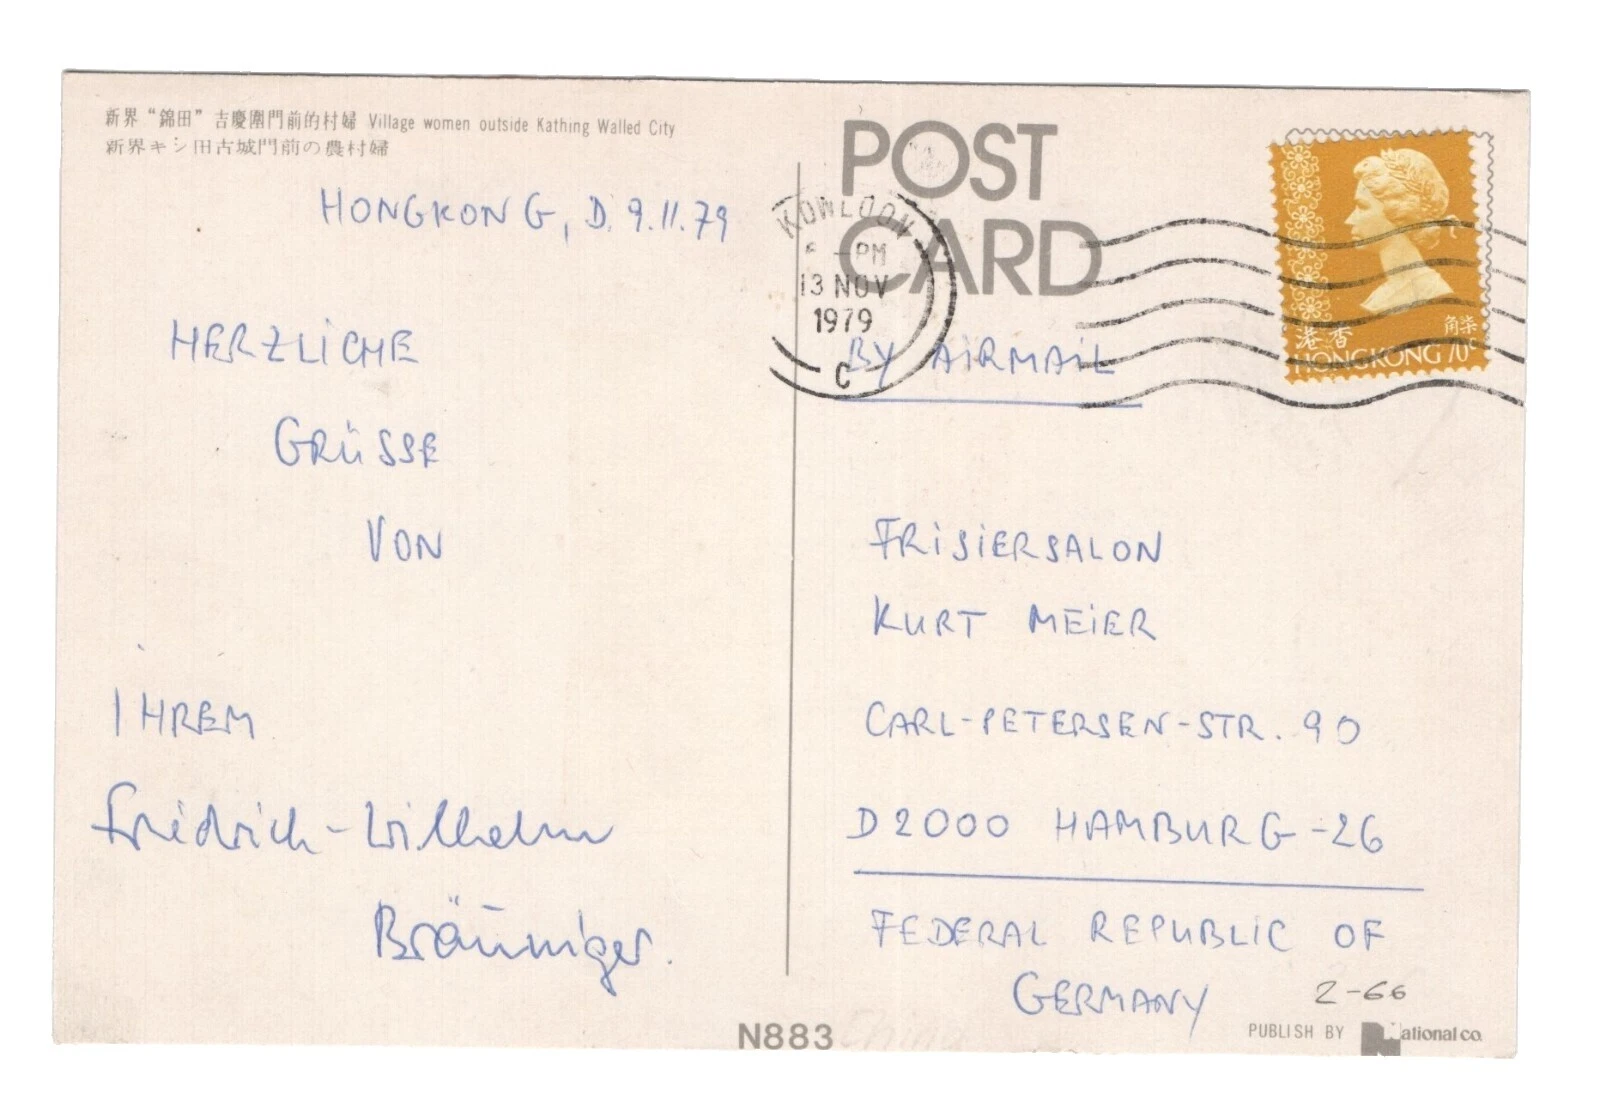 新界“錦田”吉慶圍門前的村婦 Village women outside Kathing Walled City
新界キシ田古城門前の農村婦
HONGKONG, D. 9.11.79
HERZLICHE
GRÜSSE
VON
IHREM
Friedrich-Wilhelm
Bräuniger.
POST
CARD
KOWLOON
PM
13 NOV
1979
C
香港
角柒
HONG KONG 70c
BY AIRMAIL
FRISIERSALON
KURT MEIER
CARL-PETERSEN-STR. 90
D 2000 HAMBURG -26
FEDERAL REPUBLIC OF
GERMANY
2-66
N883
China
PUBLISH BY National co.